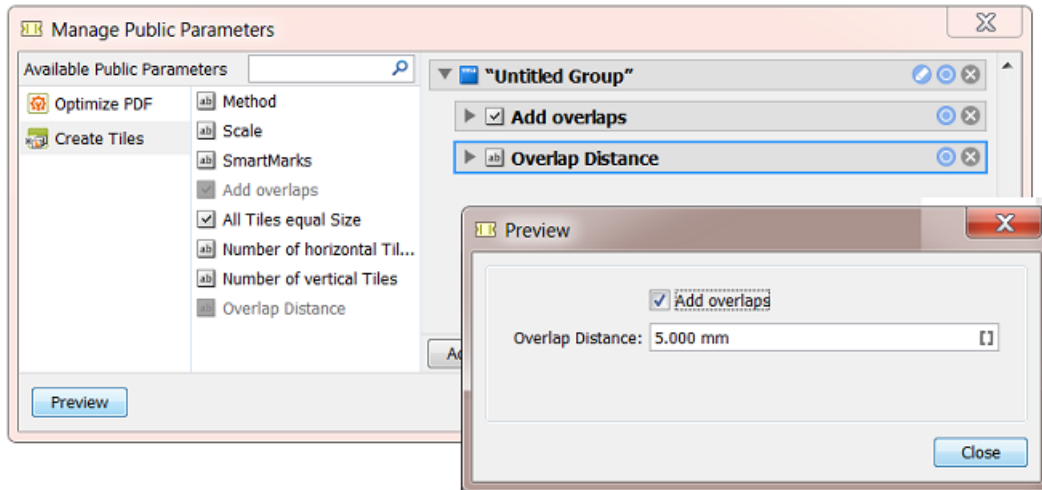 Manage Public Parameters
Available Public Parameters
Optimize PDF
Create Tiles
Method
Scale
SmartMarks
Add overlaps
All Tiles equal Size
Number of horizontal Til...
Number of vertical Tiles
Overlap Distance
"Untitled Group"
Add overlaps
Overlap Distance
Preview
Preview
Add overlaps
Overlap Distance: 5.000 mm
Close